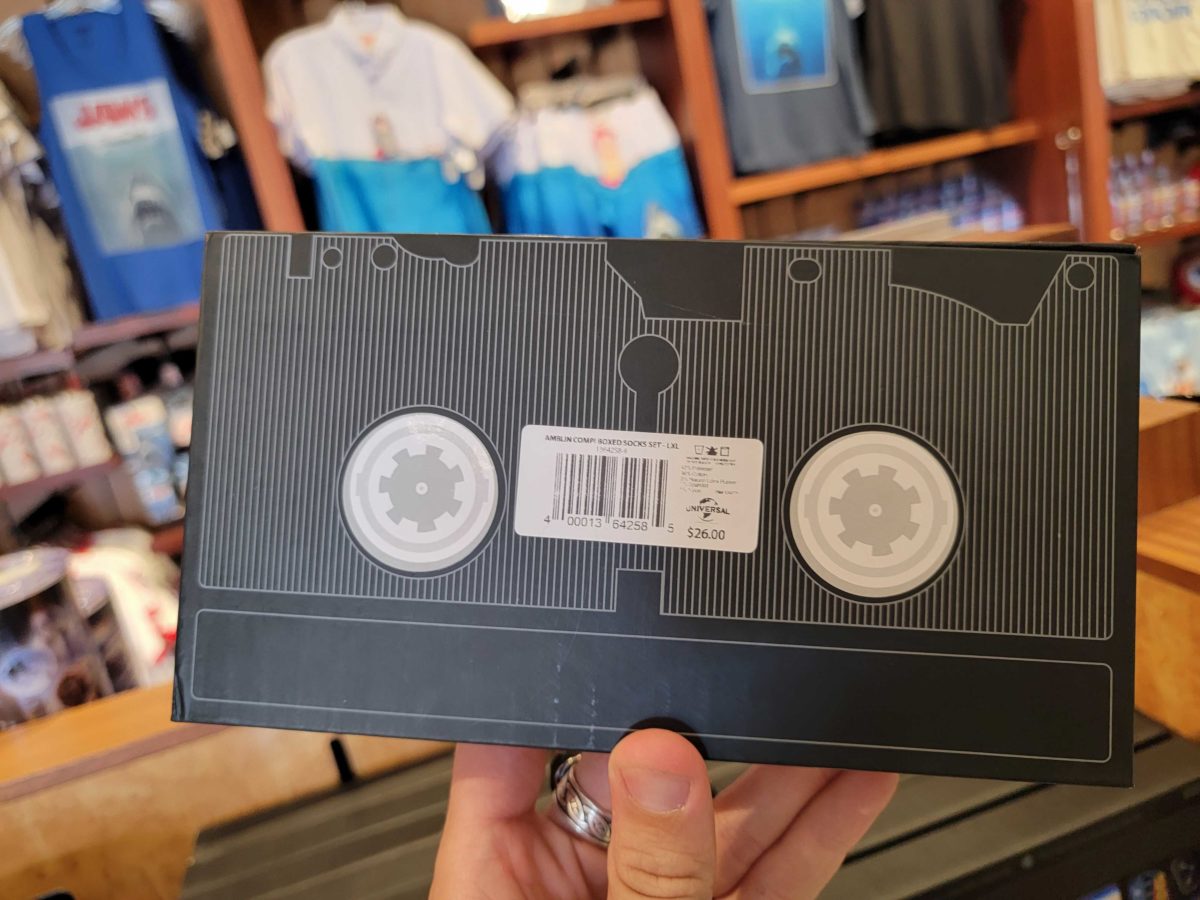 JAWS
AMBLIN COMP! BOXED SOCKS SET - LXL
UNIVERSAL
$26.00
4 00013 64258 5